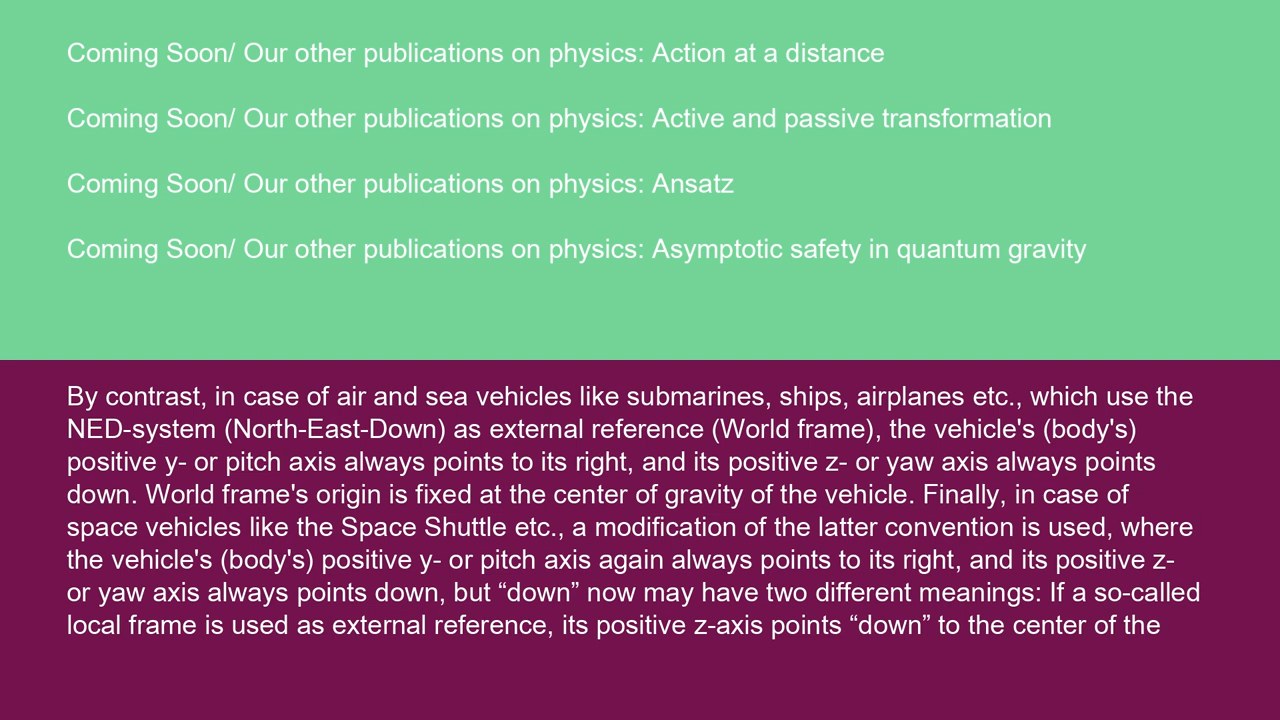 Coming Soon/ Our other publications on physics: Action at a distance
Coming Soon/ Our other publications on physics: Active and passive transformation
Coming Soon/ Our other publications on physics: Ansatz
Coming Soon/ Our other publications on physics: Asymptotic safety in quantum gravity
By contrast, in case of air and sea vehicles like submarines, ships, airplanes etc., which use the
NED-system (North-East-Down) as external reference (World frame), the vehicle's (body's)
positive y- or pitch axis always points to its right, and its positive z- or yaw axis always points
down. World frame's origin is fixed at the center of gravity of the vehicle. Finally, in case of
space vehicles like the Space Shuttle etc., a modification of the latter convention is used, where
the vehicle's (body's) positive y- or pitch axis again always points to its right, and its positive z-
or yaw axis always points down, but “down” now may have two different meanings: If a so-called
local frame is used as external reference, its positive z-axis points “down” to the center of the